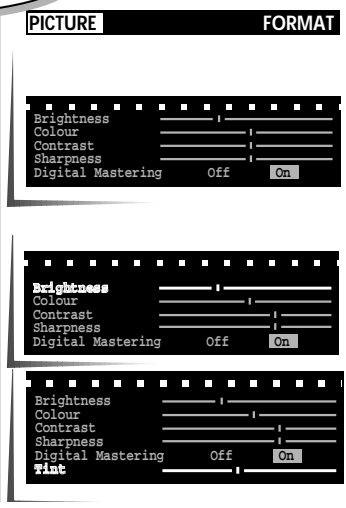 PICTURE FORMAT
Brightness
Colour
Contrast
Sharpness
Digital Mastering Off On
Brightness
Colour
Contrast
Sharpness
Digital Mastering Off On
Brightness
Colour
Contrast
Sharpness
Digital Mastering Off On
Tint